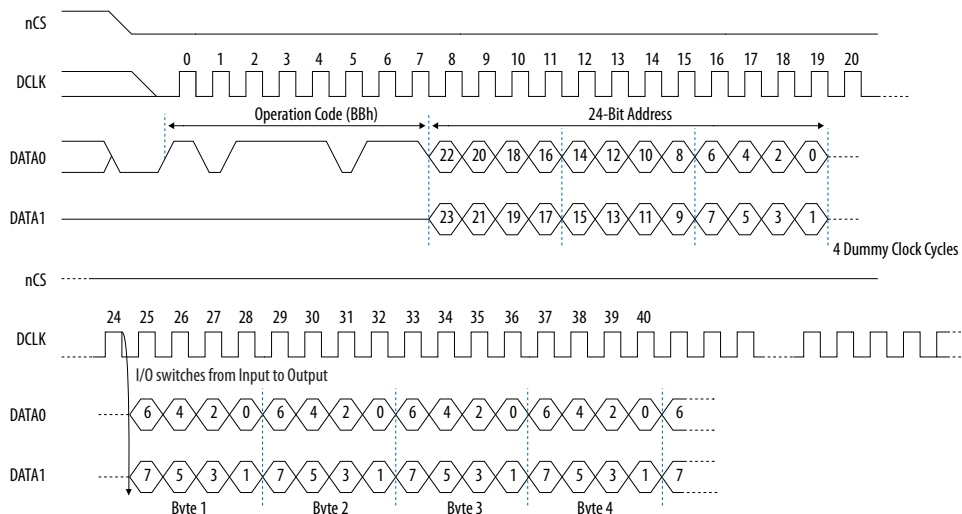 nCS
0 1 2 3 4 5 6 7 8 9 10 11 12 13 14 15 16 17 18 19 20
DCLK
Operation Code (BBh) 24-Bit Address
DATA0 22 20 18 16 14 12 10 8 6 4 2 0
DATA1 23 21 19 17 15 13 11 9 7 5 3 1
4 Dummy Clock Cycles
nCS
24 25 26 27 28 29 30 31 32 33 34 35 36 37 38 39 40
DCLK
I/O switches from Input to Output
DATA0 6 4 2 0 6 4 2 0 6 4 2 0 6 4 2 0 6
DATA1 7 5 3 1 7 5 3 1 7 5 3 1 7 5 3 1 7
Byte 1 Byte 2 Byte 3 Byte 4